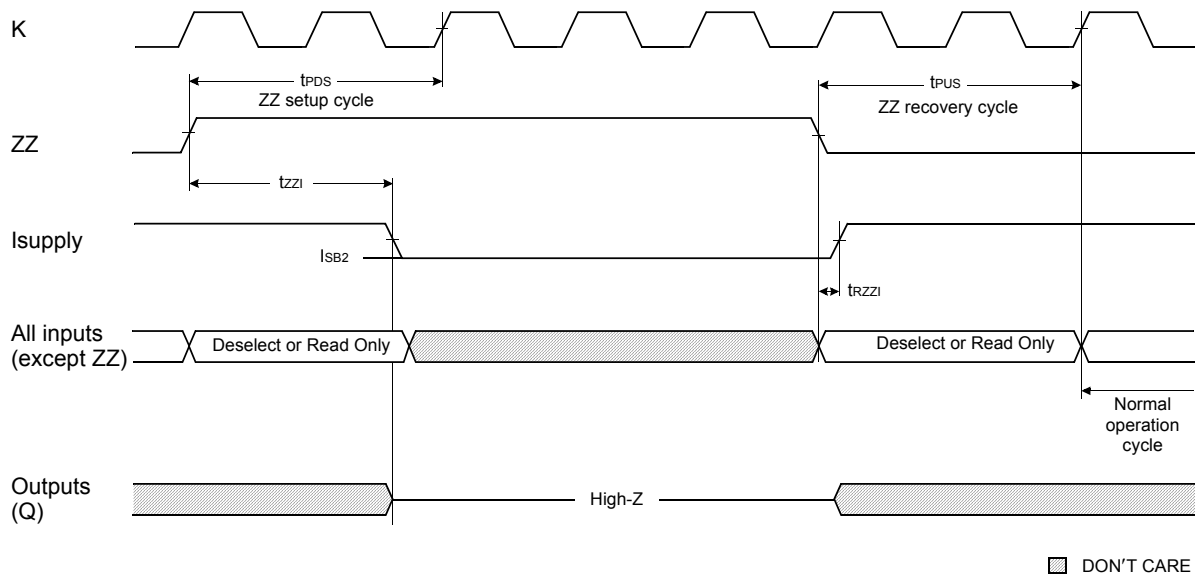 K
tPDS
ZZ setup cycle
tPUS
ZZ recovery cycle
ZZ
tZZI
Isupply
ISB2
tRZZI
All inputs
(except ZZ)
Deselect or Read Only
Deselect or Read Only
Normal
operation
cycle
Outputs
(Q)
High-Z
DON'T CARE